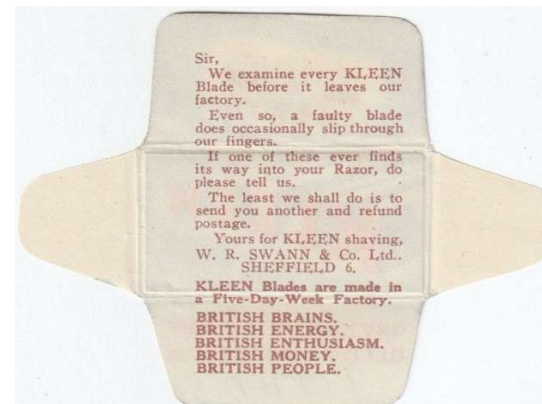 Sir,
We examine every KLEEN
Blade before it leaves our
factory.
Even so, a faulty blade
does occasionally slip through
our fingers.
If one of these ever finds
its way into your Razor, do
please tell us.
The least we shall do is to
send you another and refund
postage.
Yours for KLEEN shaving,
W. R. SWANN & Co. Ltd..
SHEFFIELD 6.
KLEEN Blades are made in
a Five-Day-Week Factory.
BRITISH BRAINS.
BRITISH ENERGY.
BRITISH ENTHUSIASM.
BRITISH MONEY.
BRITISH PEOPLE.